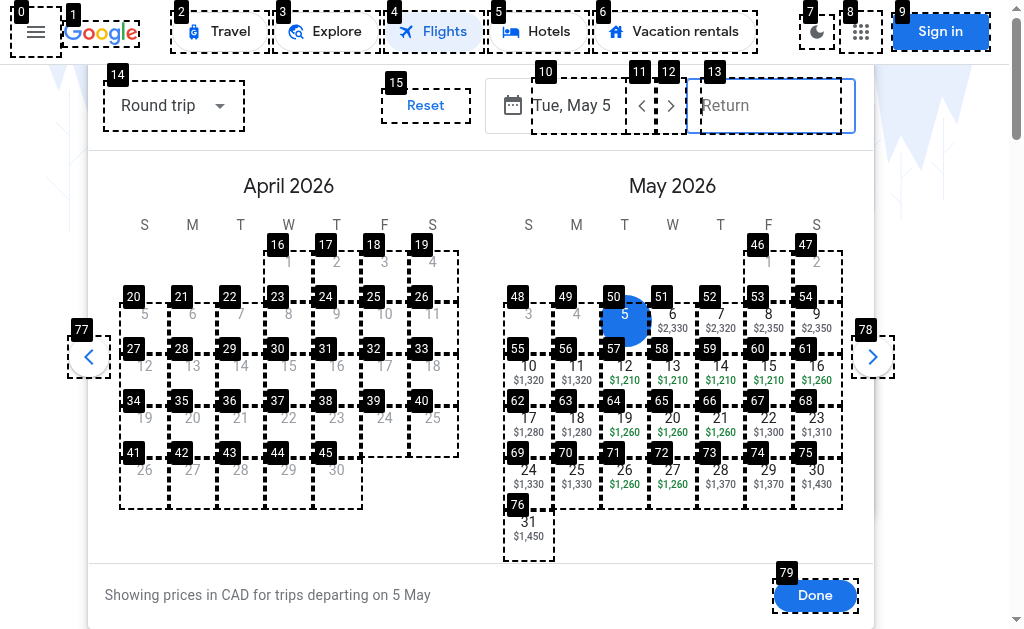 0 1 Google 2 Travel 3 Explore 4 Flights 5 Hotels 6 Vacation rentals 7 8 9 Sign in
14 Round trip 15 Reset 10 Tue, May 5 11 12 13 Return
April 2026
S M T W T F S
16 1 17 2 18 3 19 4
20 5 21 6 22 7 23 8 24 9 25 10 26 11
27 12 28 13 29 14 30 15 31 16 32 17 33 18
34 19 35 20 36 21 37 22 38 23 39 24 40 25
41 26 42 27 43 28 44 29 45 30
May 2026
S M T W T F S
46 1 47 2
48 3 49 4 50 5 51 6 52 7 53 8 54 9
$2,330 $2,320 $2,350 $2,350
55 10 56 11 57 12 58 13 59 14 60 15 61 16
$1,320 $1,320 $1,210 $1,210 $1,210 $1,210 $1,260
62 17 63 18 64 19 65 20 66 21 67 22 68 23
$1,280 $1,280 $1,260 $1,260 $1,260 $1,300 $1,310
69 24 70 25 71 26 72 27 73 28 74 29 75 30
$1,330 $1,330 $1,260 $1,260 $1,370 $1,370 $1,430
76 31
$1,450
77 78
79
Showing prices in CAD for trips departing on 5 May Done